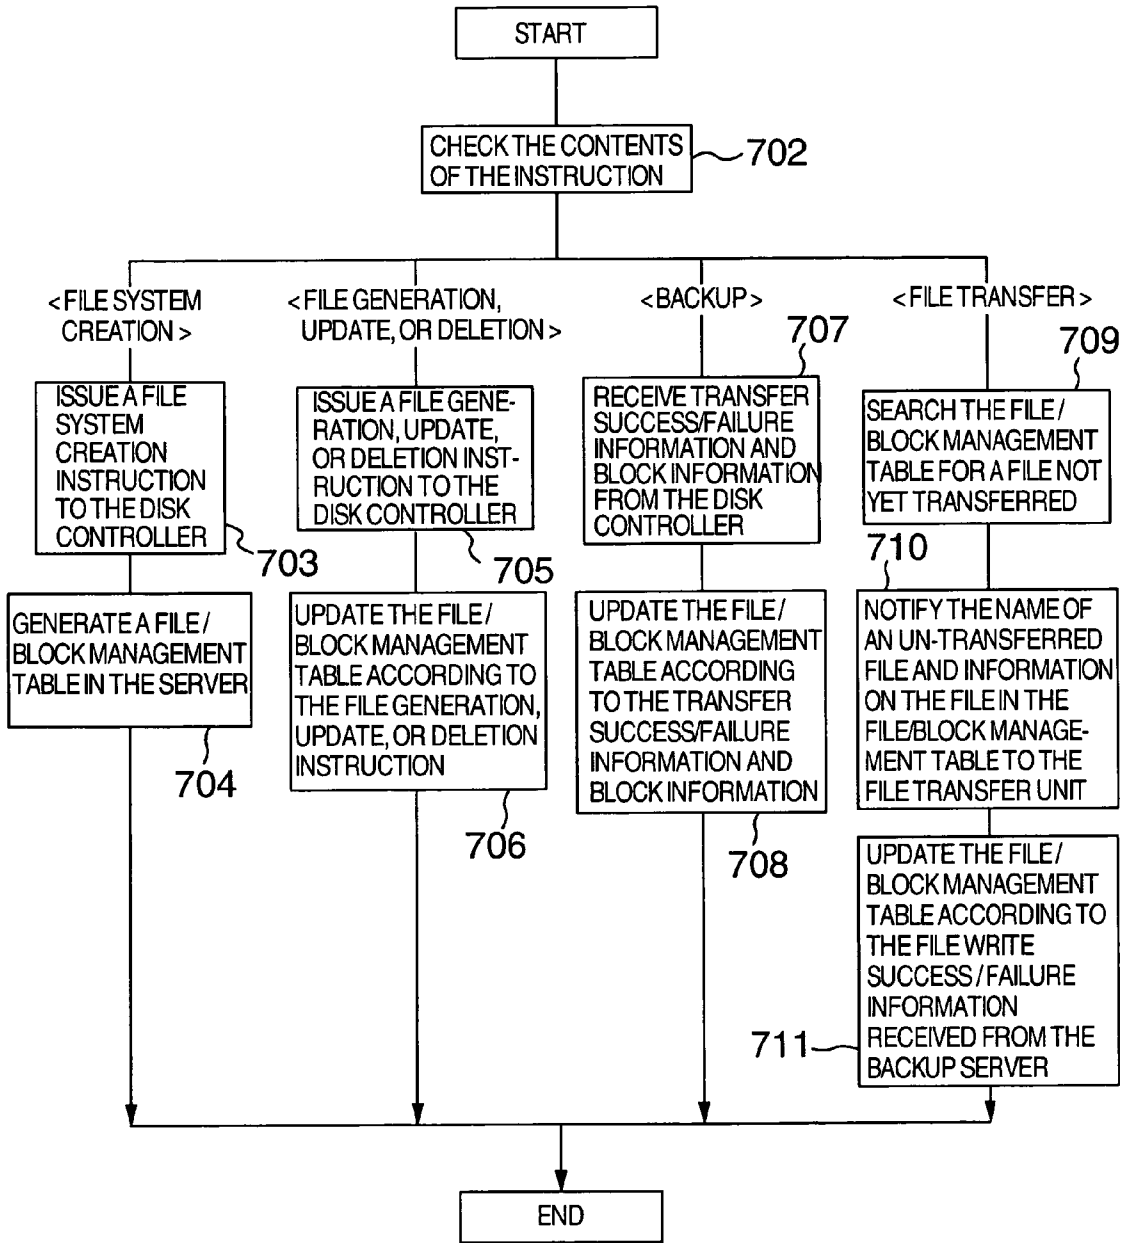 START
CHECK THE CONTENTS
OF THE INSTRUCTION
702
<FILE SYSTEM
CREATION>
ISSUE A FILE
SYSTEM
CREATION
INSTRUCTION
TO THE DISK
CONTROLLER
703
GENERATE A FILE/
BLOCK MANAGEMENT
TABLE IN THE SERVER
704
<FILE GENERATION,
UPDATE, OR DELETION>
ISSUE A FILE GENE-
RATION, UPDATE,
OR DELETION INST-
RUCTION TO THE
DISK CONTROLLER
705
UPDATE THE FILE/
BLOCK MANAGEMENT
TABLE ACCORDING TO
THE FILE GENERATION,
UPDATE, OR DELETION
INSTRUCTION
706
<BACKUP>
707
RECEIVE TRANSFER
SUCCESS/FAILURE
INFORMATION AND
BLOCK INFORMATION
FROM THE DISK
CONTROLLER
UPDATE THE FILE/
BLOCK MANAGEMENT
TABLE ACCORDING
TO THE TRANSFER
SUCCESS/FAILURE
INFORMATION AND
BLOCK INFORMATION
708
<FILE TRANSFER>
709
SEARCH THE FILE/
BLOCK MANAGEMENT
TABLE FOR A FILE NOT
YET TRANSFERRED
710
NOTIFY THE NAME OF
AN UN-TRANSFERRED
FILE AND INFORMATION
ON THE FILE IN THE
FILE/BLOCK MANAGE-
MENT TABLE TO THE
FILE TRANSFER UNIT
UPDATE THE FILE/
BLOCK MANAGEMENT
TABLE ACCORDING TO
THE FILE WRITE
SUCCESS/FAILURE
INFORMATION
RECEIVED FROM THE
BACKUP SERVER
711
END